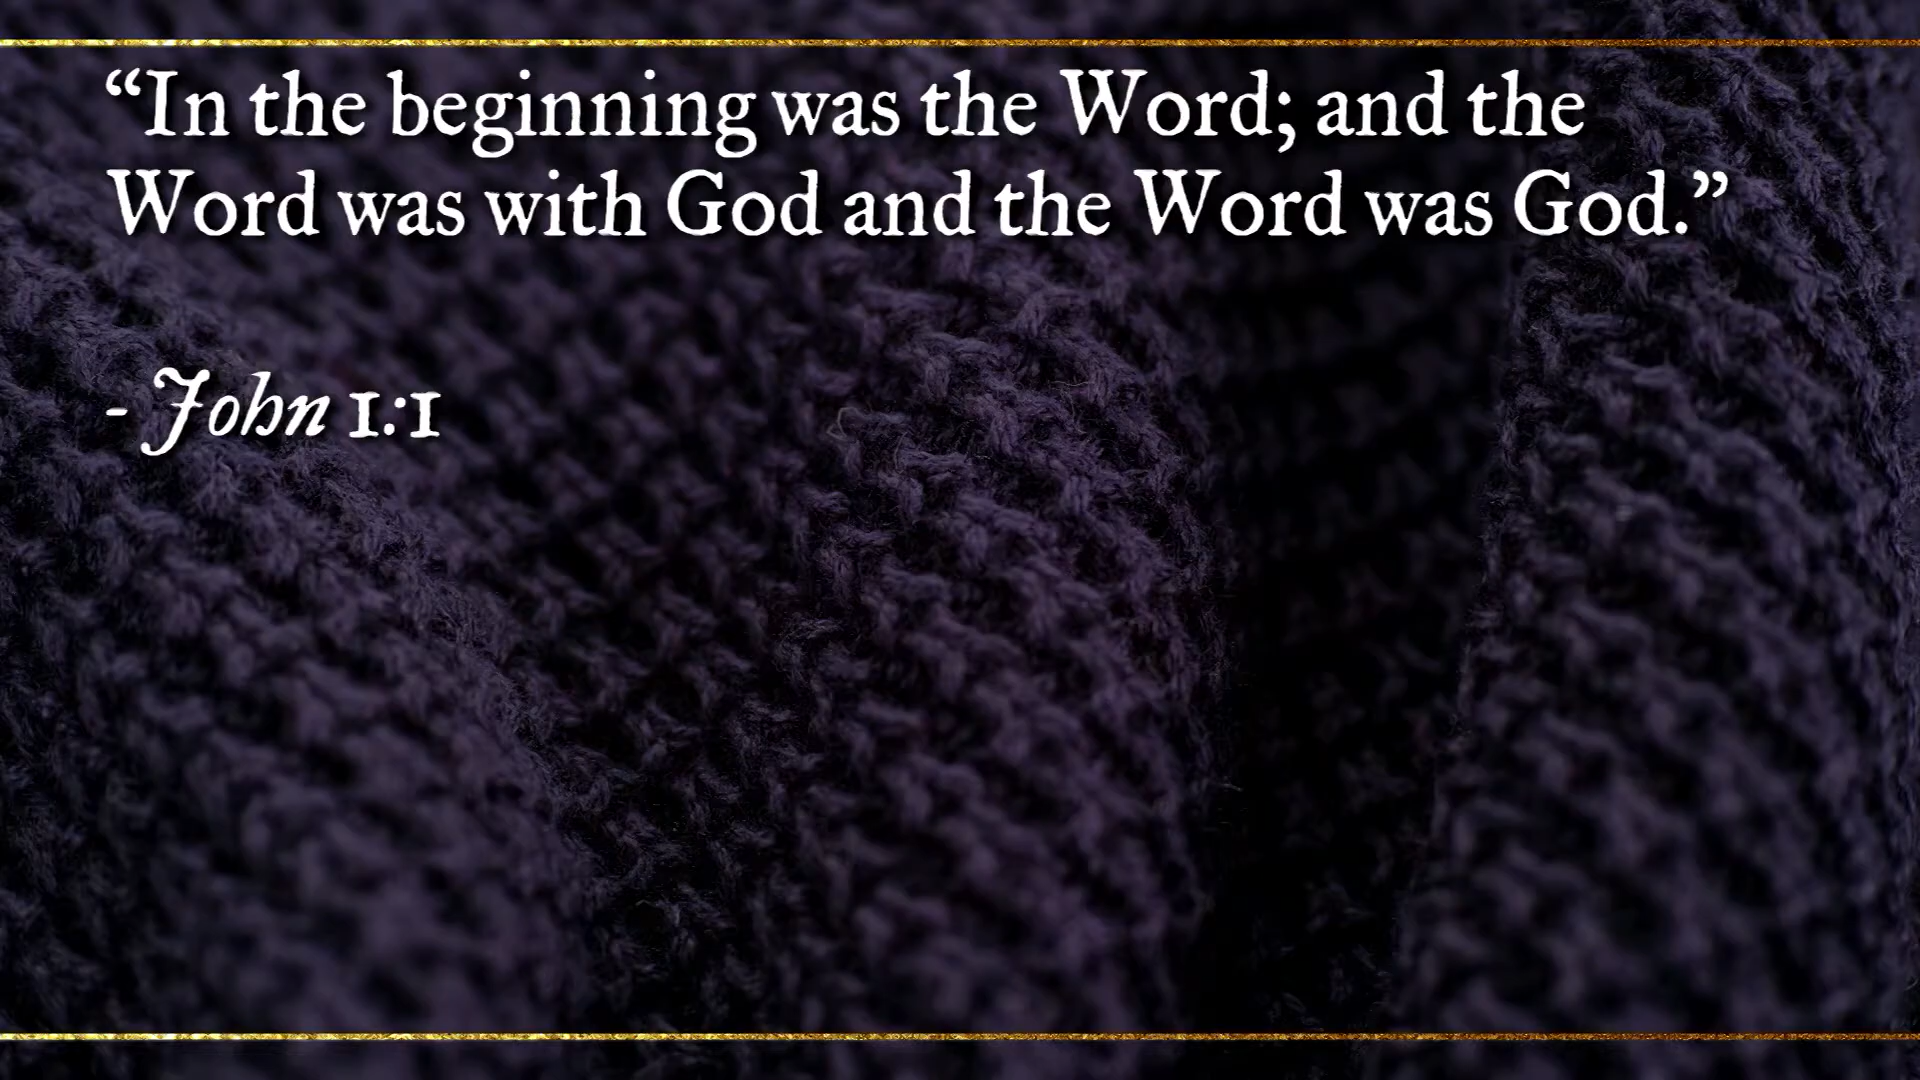 “In the beginning was the Word; and the
Word was with God and the Word was God.”
- John 1:1